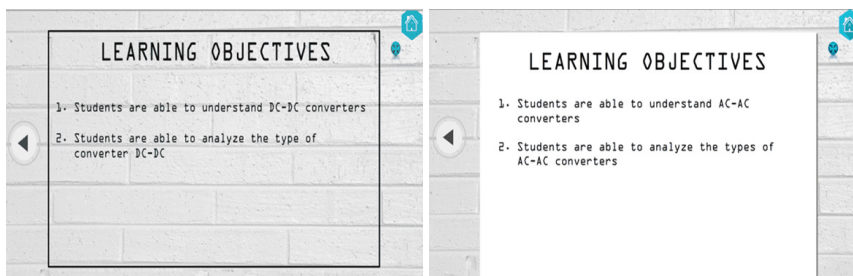 LEARNING OBJECTIVES
1. Students are able to understand DC-DC converters
2. Students are able to analyze the type of
converter DC-DC
LEARNING OBJECTIVES
1. Students are able to understand AC-AC
converters
2. Students are able to analyze the types of
AC-AC converters